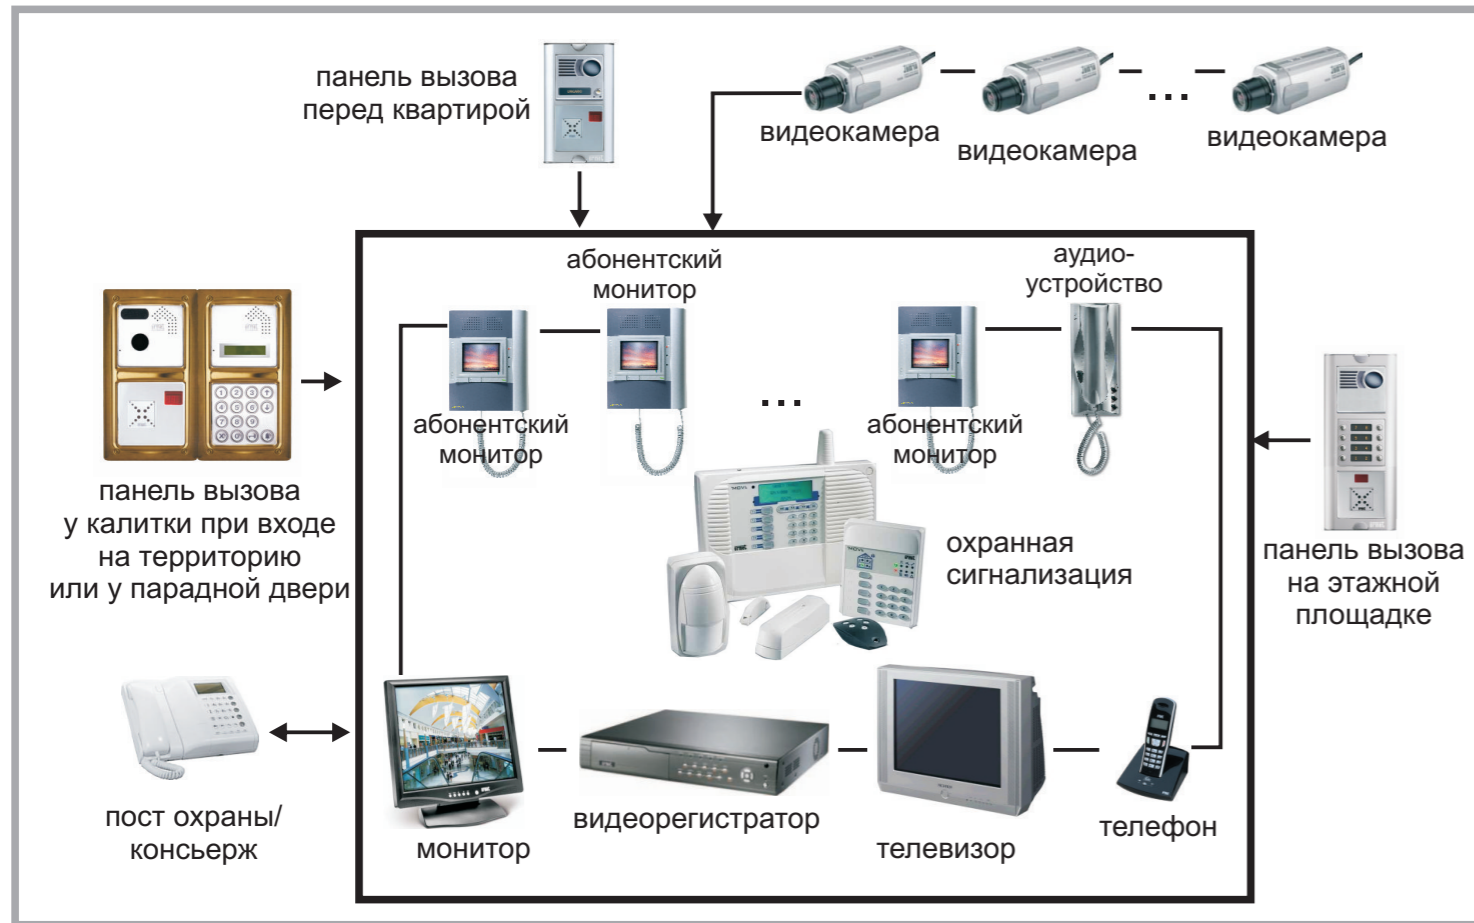 панель вызова
перед квартирой
видеокамера
видеокамера
видеокамера
...
абонентский
монитор
аудио-
устройство
абонентский
монитор
...
абонентский
монитор
панель вызова
у калитки при входе
на территорию
или у парадной двери
охранная
сигнализация
панель вызова
на этажной
площадке
пост охраны/
консьерж
монитор
видеорегистратор
телевизор
телефон